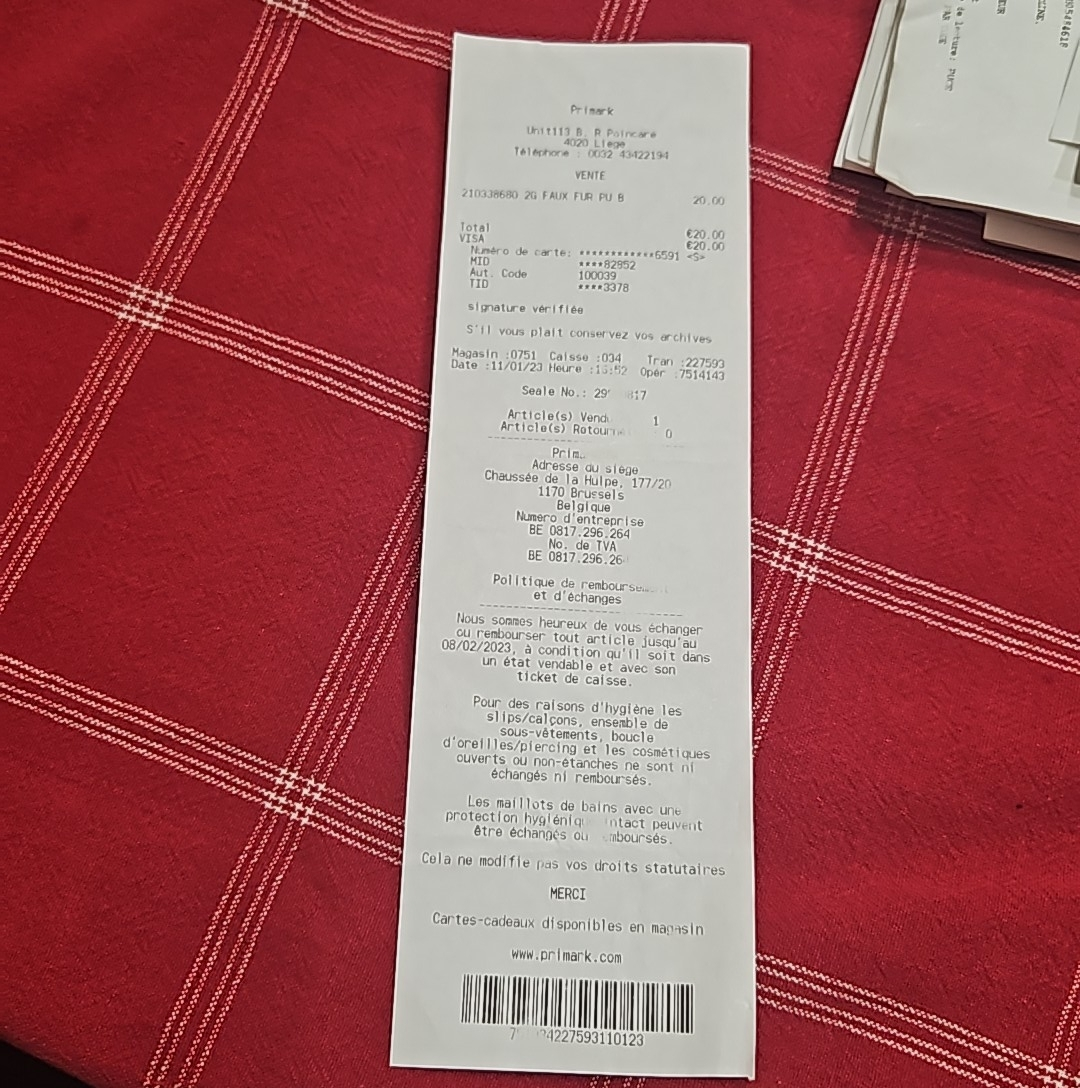 Primark
Unit113 B. R Poincaré
4020 Liege
Téléphone : 0032 43422194
VENTE
210338680 2G FAUX FUR PU B 20.00
Total €20.00
VISA €20.00
Numéro de carte: ************6591 <S>
MID ****82952
Aut. Code 100039
TID ****3378
signature vérifiée
S'il vous plait conservez vos archives
Magasin :0751 Caisse :034 Tran :227593
Date :11/01/23 Heure Opér :7514143
Seale No.:
Article(s) 1
Article(s) 0
Adresse du siège
Chaussée de la Hulpe, 177/20
1170 Brussels
Belgique
Numero d'entreprise
BE 0817.296.264
No. de TVA
BE
Politique de
et d'échanges
Nous sommes heureux de vous échanger
ou rembourser tout article jusqu'au
08/02/2023, à condition qu'il soit dans
un état vendable et avec son
ticket de caisse.
Pour des raisons d'hygiène les
slips/calçons, ensemble de
sous-vêtements, boucle
d'oreilles/piercing et les cosmétiques
ouverts ou non-étanches ne sont ni
échangés ni remboursés.
Les maillots de bains avec une
protection peuvent
être échangés ou
Cela ne modifie pas vos droits statutaires
MERCI
Cartes-cadeaux disponibles en magasin
www.primark.com